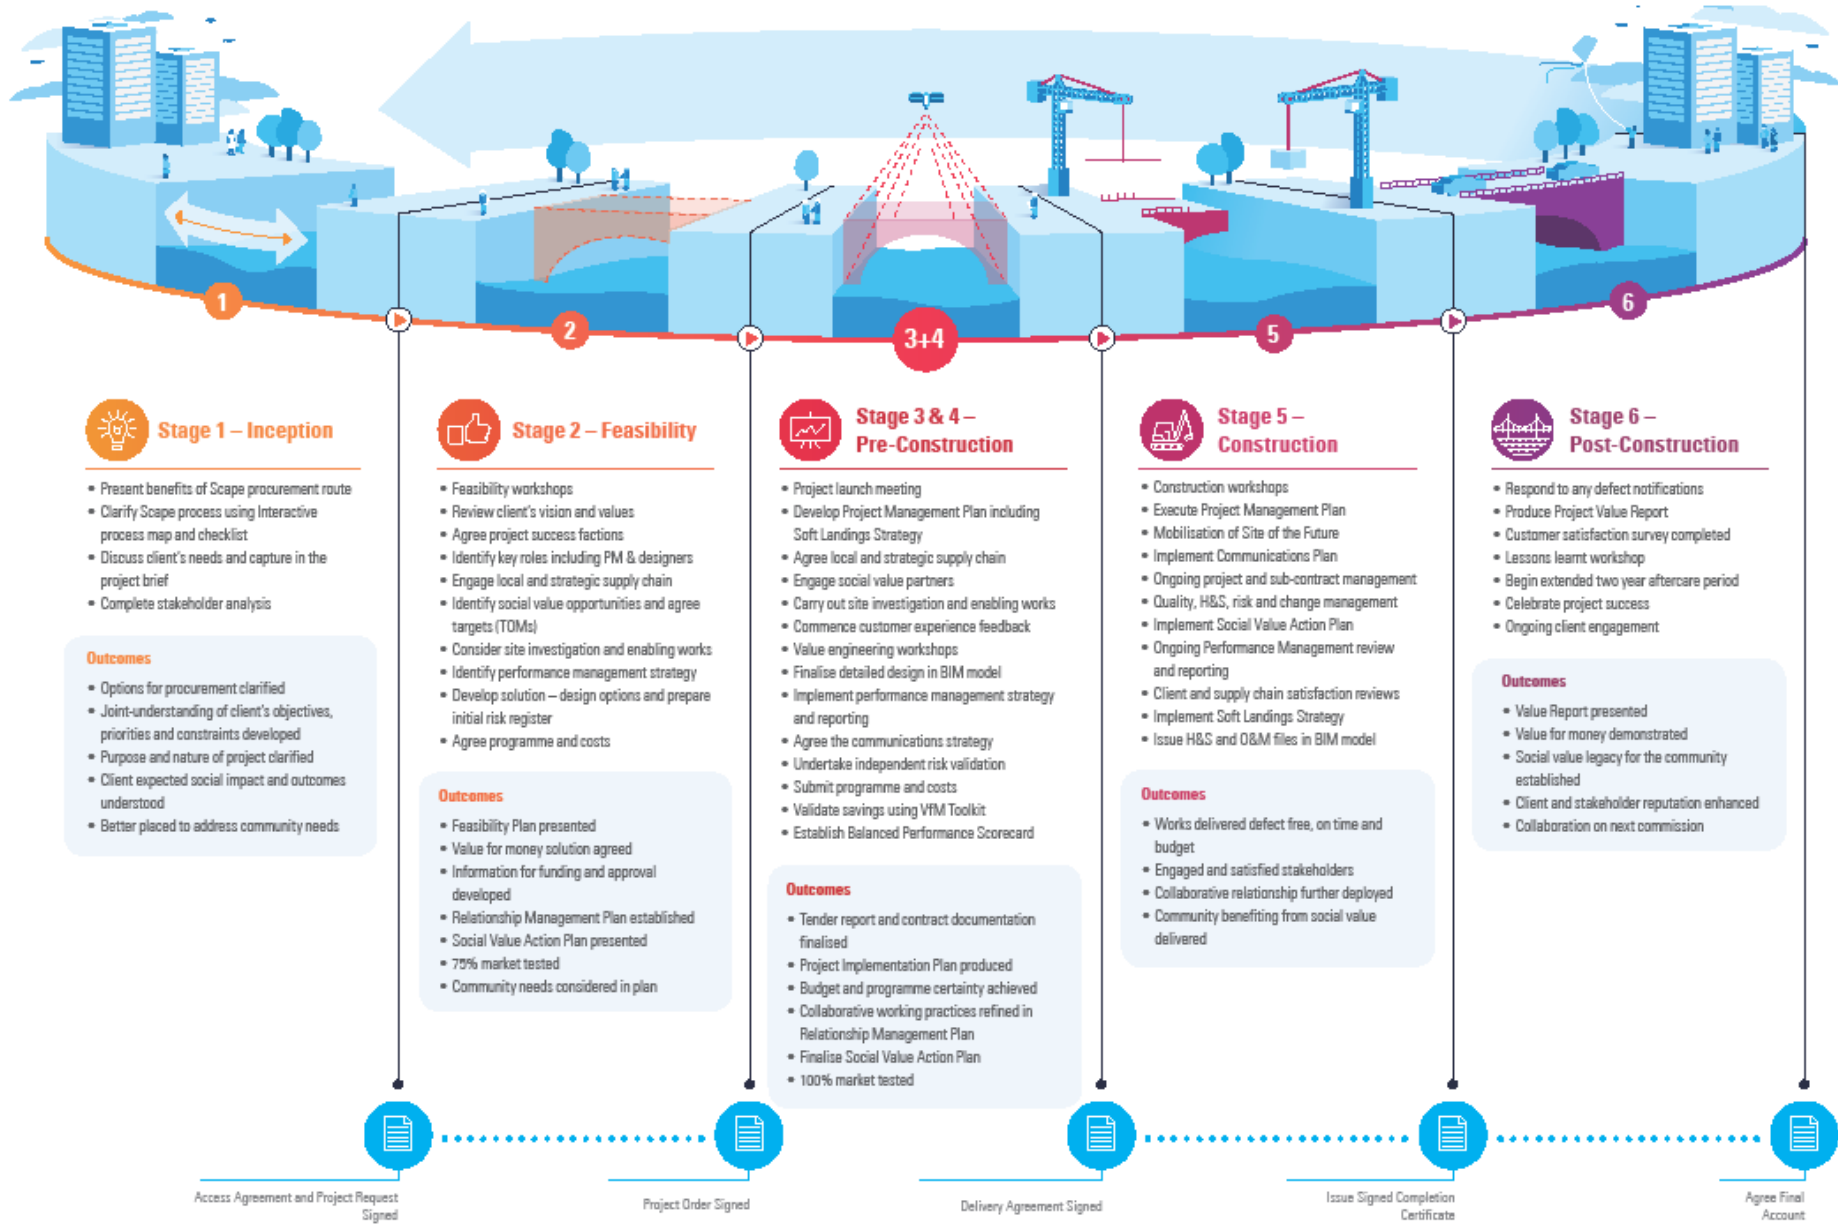 1
2
3+4
5
6
Stage 1 – Inception
• Present benefits of Scape procurement route
• Clarify Scape process using Interactive
process map and checklist
• Discuss client's needs and capture in the
project brief
• Complete stakeholder analysis
Outcomes
• Options for procurement clarified
• Joint-understanding of client's objectives,
priorities and constraints developed
• Purpose and nature of project clarified
• Client expected social impact and outcomes
understood
• Better placed to address community needs
Stage 2 – Feasibility
• Feasibility workshops
• Review client's vision and values
• Agree project success factions
• Identify key roles including PM & designers
• Engage local and strategic supply chain
• Identify social value opportunities and agree
targets (TOMs)
• Consider site investigation and enabling works
• Identify performance management strategy
• Develop solution – design options and prepare
initial risk register
• Agree programme and costs
Outcomes
• Feasibility Plan presented
• Value for money solution agreed
• Information for funding and approval
developed
• Relationship Management Plan established
• Social Value Action Plan presented
• 75% market tested
• Community needs considered in plan
Stage 3 & 4 –
Pre-Construction
• Project launch meeting
• Develop Project Management Plan including
Soft Landings Strategy
• Agree local and strategic supply chain
• Engage social value partners
• Carry out site investigation and enabling works
• Commence customer experience feedback
• Value engineering workshops
• Finalise detailed design in BIM model
• Implement performance management strategy
and reporting
• Agree the communications strategy
• Undertake independent risk validation
• Submit programme and costs
• Validate savings using VfM Toolkit
• Establish Balanced Performance Scorecard
Outcomes
• Tender report and contract documentation
finalised
• Project Implementation Plan produced
• Budget and programme certainty achieved
• Collaborative working practices refined in
Relationship Management Plan
• Finalise Social Value Action Plan
• 100% market tested
Stage 5 –
Construction
• Construction workshops
• Execute Project Management Plan
• Mobilisation of Site of the Future
• Implement Communications Plan
• Ongoing project and sub-contract management
• Quality, H&S, risk and change management
• Implement Social Value Action Plan
• Ongoing Performance Management review
and reporting
• Client and supply chain satisfaction reviews
• Implement Soft Landings Strategy
• Issue H&S and O&M files in BIM model
Outcomes
• Works delivered defect free, on time and
budget
• Engaged and satisfied stakeholders
• Collaborative relationship further deployed
• Community benefiting from social value
delivered
Stage 6 –
Post-Construction
• Respond to any defect notifications
• Produce Project Value Report
• Customer satisfaction survey completed
• Lessons learnt workshop
• Begin extended two year aftercare period
• Celebrate project success
• Ongoing client engagement
Outcomes
• Value Report presented
• Value for money demonstrated
• Social value legacy for the community
established
• Client and stakeholder reputation enhanced
• Collaboration on next commission
Access Agreement and Project Request
Signed
Project Order Signed
Delivery Agreement Signed
Issue Signed Completion
Certificate
Agree Final
Account